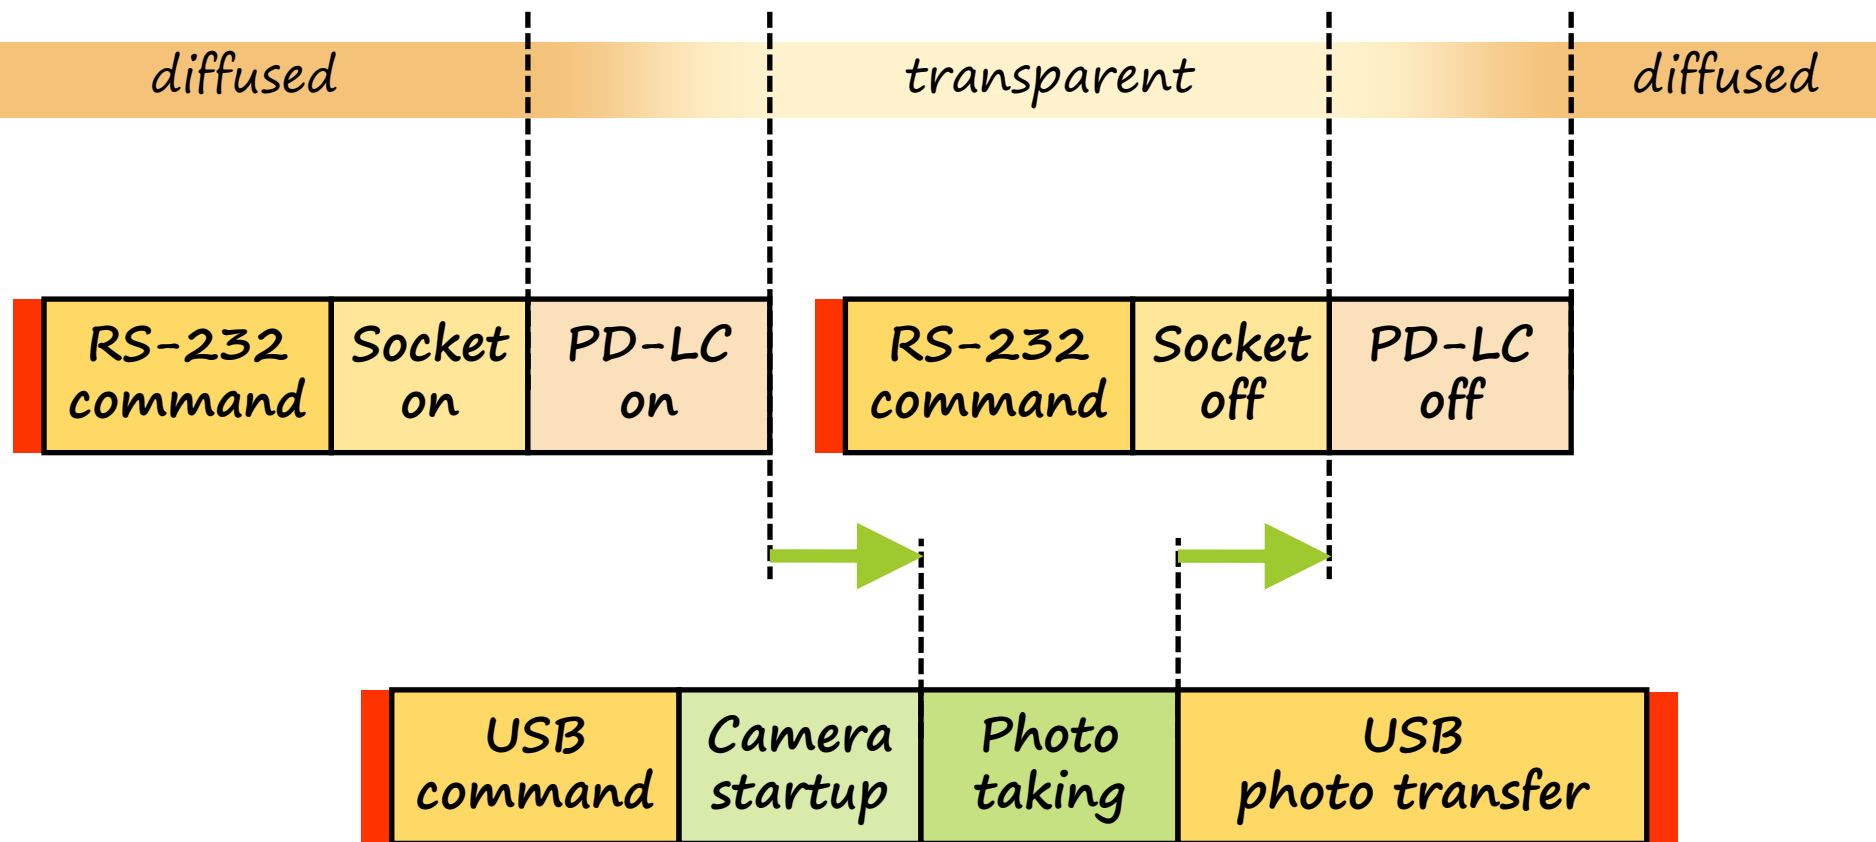 diffused
transparent
diffused
RS-232
command
Socket
on
PD-LC
on
RS-232
command
Socket
off
PD-LC
off
USB
command
Camera
startup
Photo
taking
USB
photo transfer